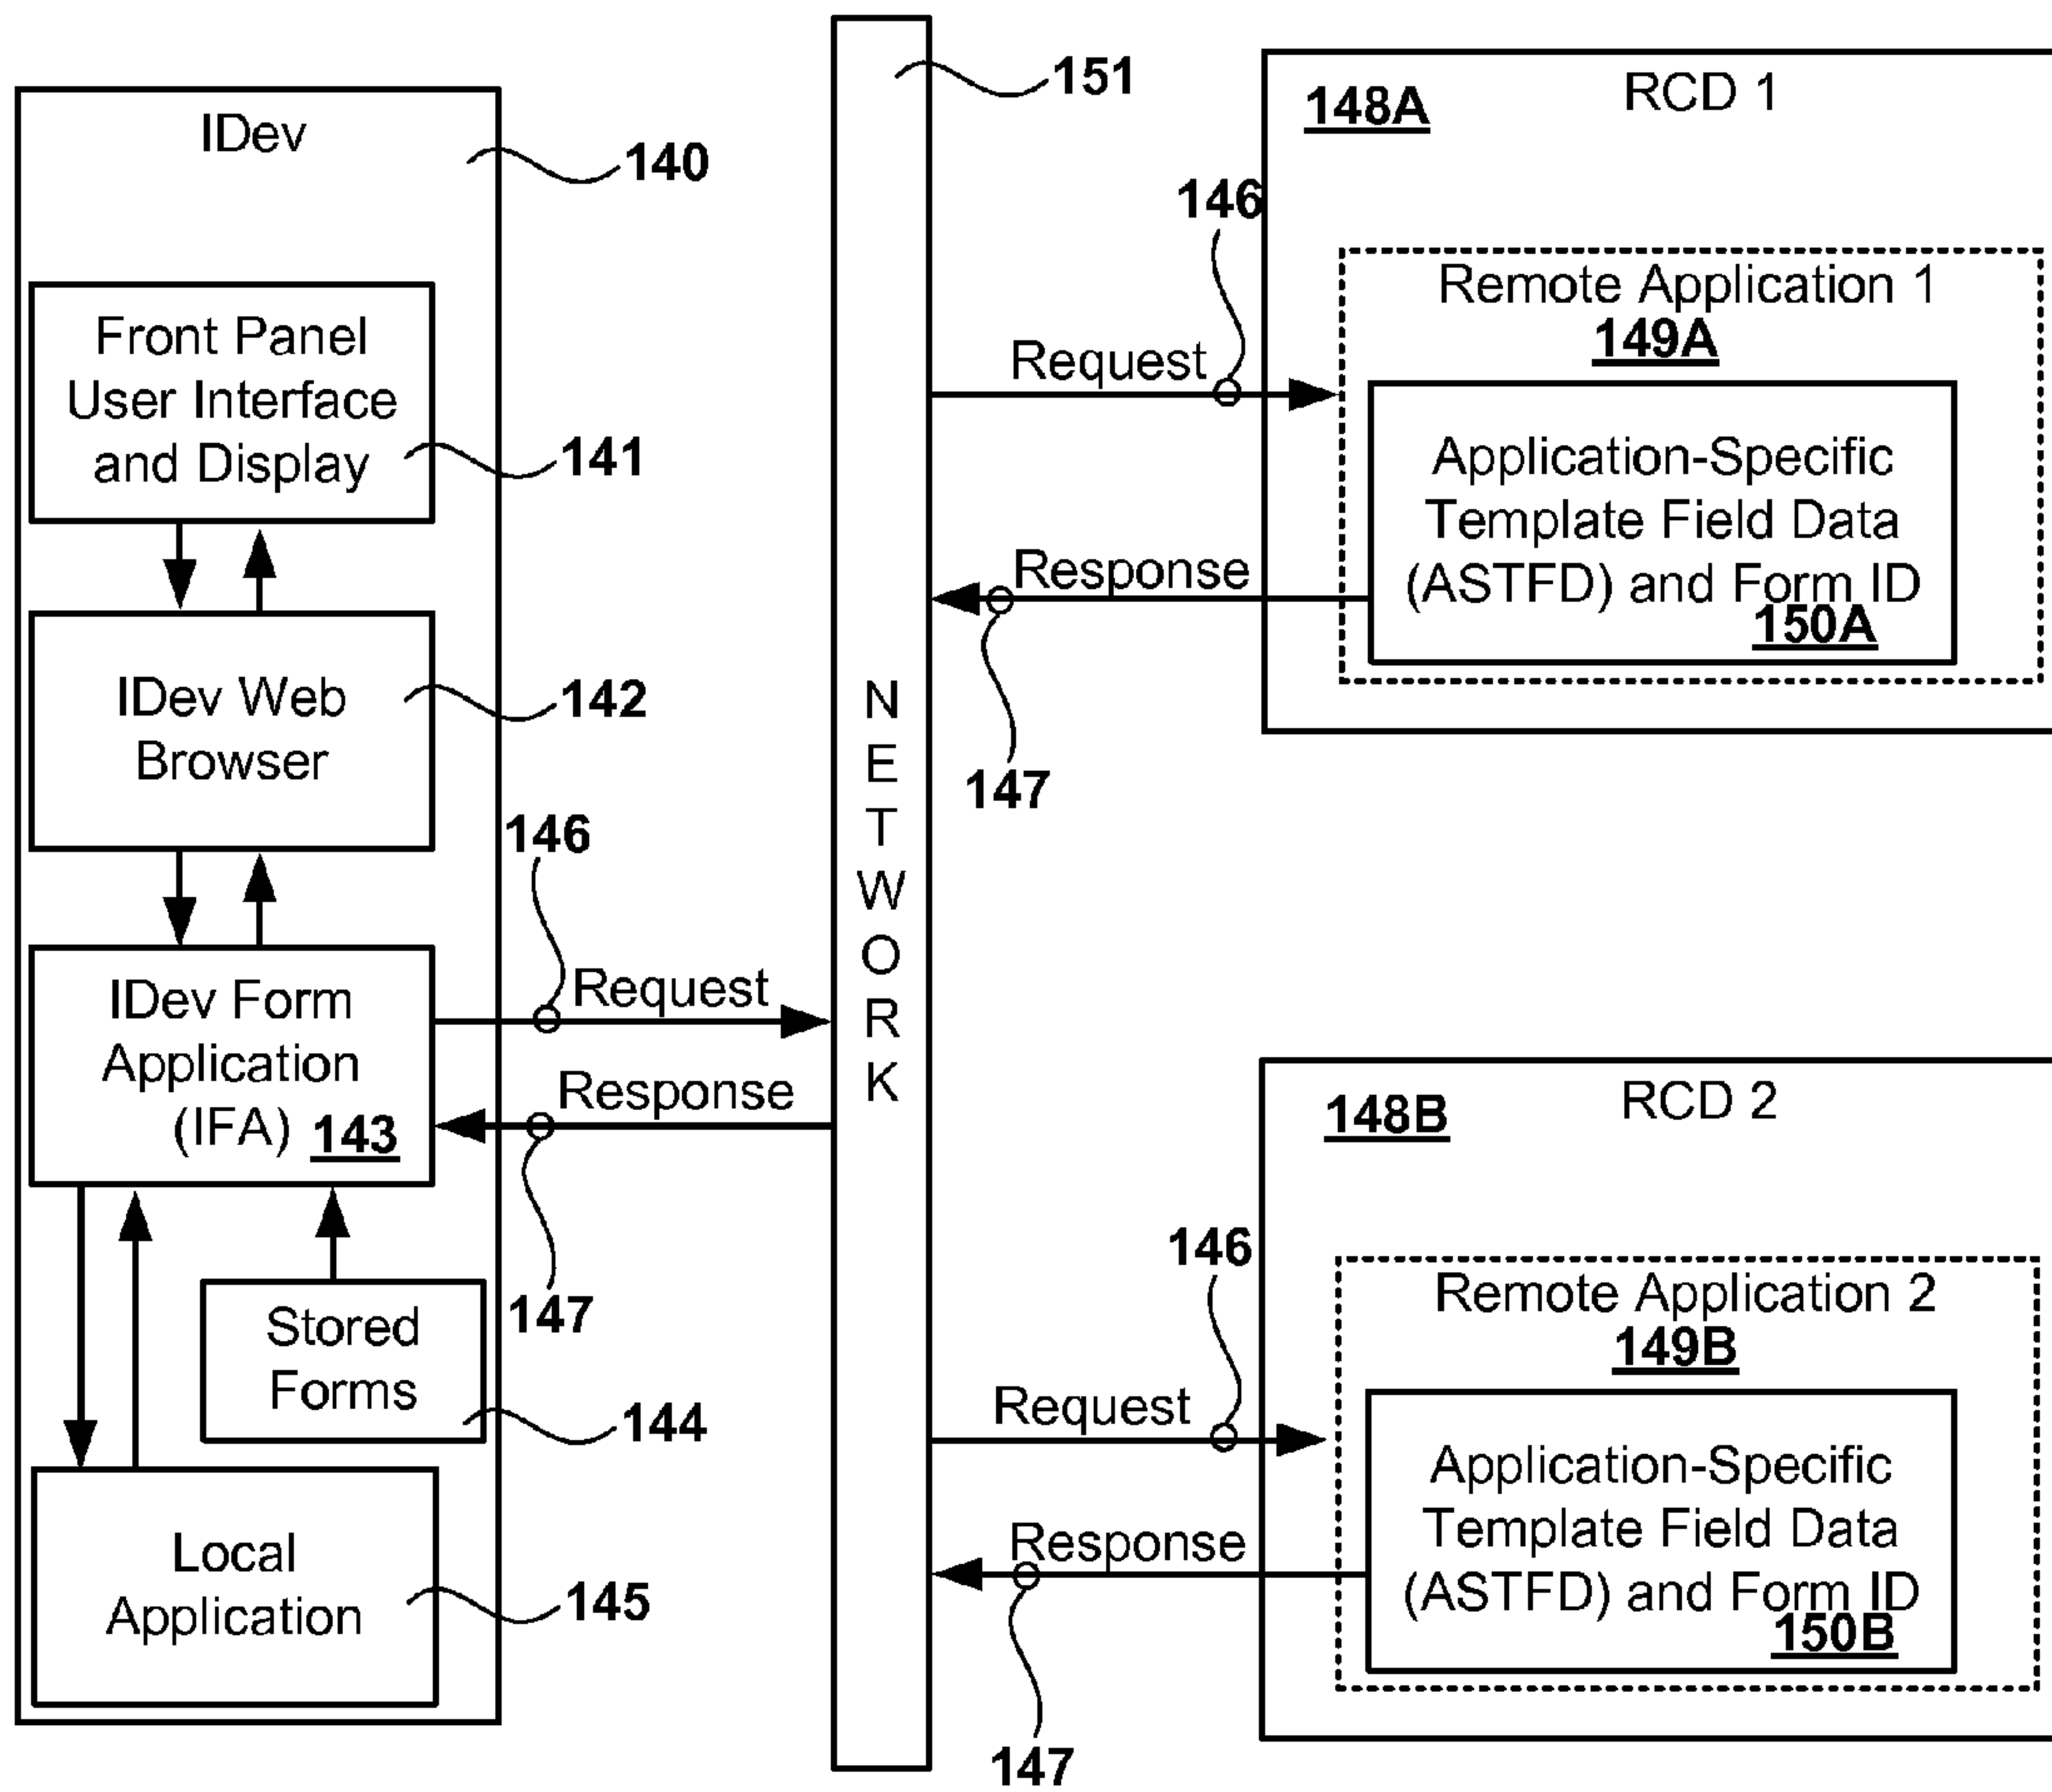 IDev
140
Front Panel
User Interface
and Display
141
IDev Web
Browser
142
146
IDev Form
Application
(IFA) 143
Request
Response
147
Stored
Forms
144
Local
Application
145
151
N
E
T
W
O
R
K
148A
RCD 1
146
Remote Application 1
149A
Request
Application-Specific
Template Field Data
(ASTFD) and Form ID
150A
Response
147
148B
RCD 2
146
Remote Application 2
149B
Request
Application-Specific
Template Field Data
(ASTFD) and Form ID
150B
Response
147